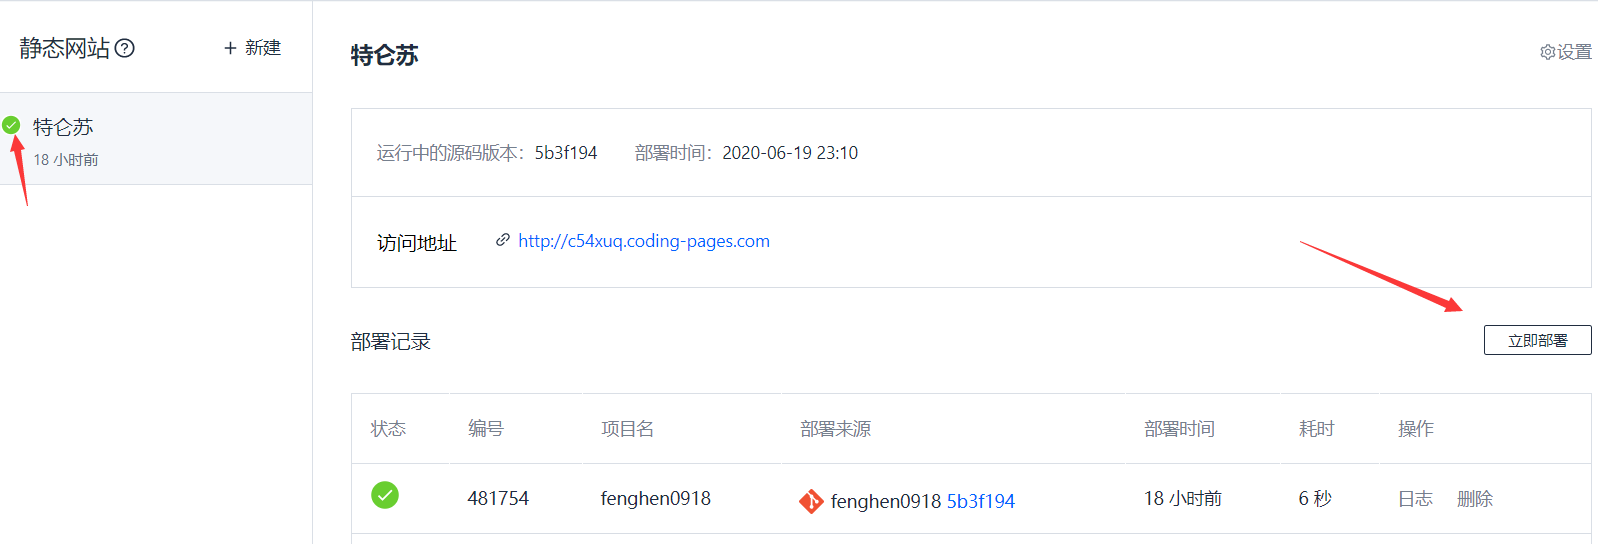 静态网站
+ 新建
特仑苏
18 小时前
特仑苏
设置
运行中的源码版本：5b3f194 部署时间：2020-06-19 23:10
访问地址 http://c54xuq.coding-pages.com
部署记录
立即部署
状态 编号 项目名 部署来源 部署时间 耗时 操作
481754 fenghen0918 fenghen0918 5b3f194 18 小时前 6 秒 日志 删除